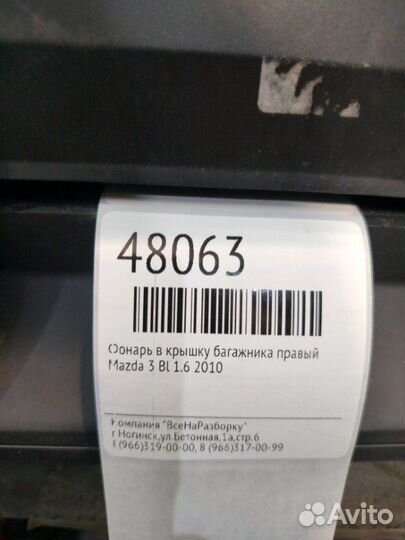 48063
Фонарь в крышку багажника правый
Mazda 3 Bl 1.6 2010
Компания "ВсеНаРазборку"
г Ногинск,ул.Бетонная,1а,стр.6
8(966)319-00-00, 8 (966)317-00-99
Avito